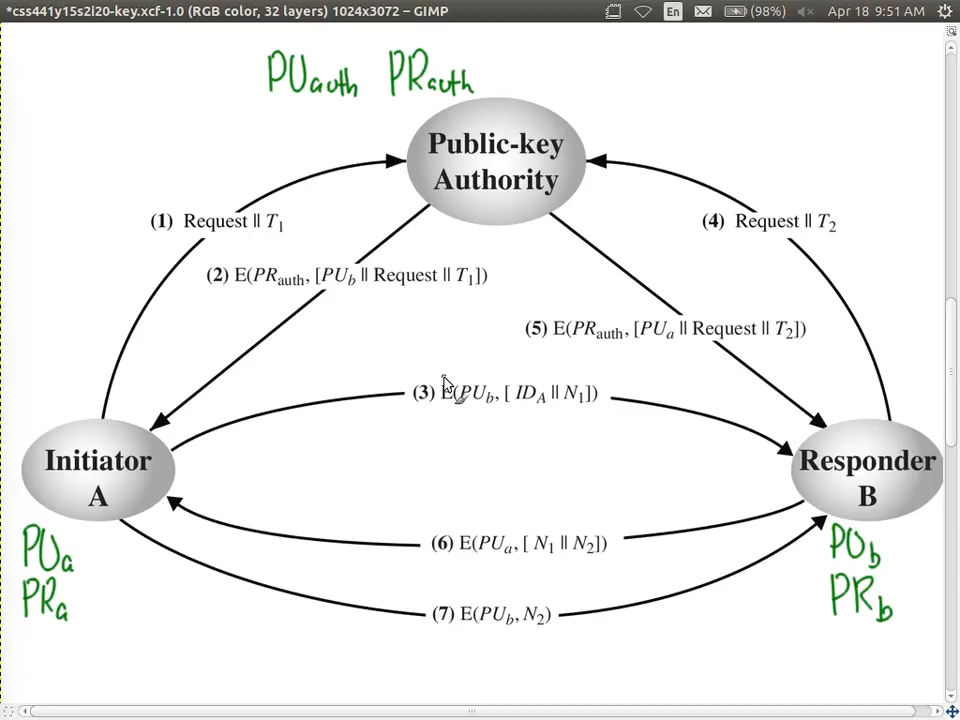 *css441y15s2i20-key.xcf-1.0 (RGB color, 32 layers) 1024x3072 – GIMP
En
(98%)
Apr 18 9:51 AM
PUauth PRauth
Public-key
Authority
(1) Request || T1
(4) Request || T2
(2) E(PRauth, [PUb || Request || T1])
(5) E(PRauth, [PUa || Request || T2])
(3) E(PUb, [ IDA || N1])
Initiator
A
Responder
B
(6) E(PUa, [ N1 || N2])
PUa
PRa
PUb
PRb
(7) E(PUb, N2)